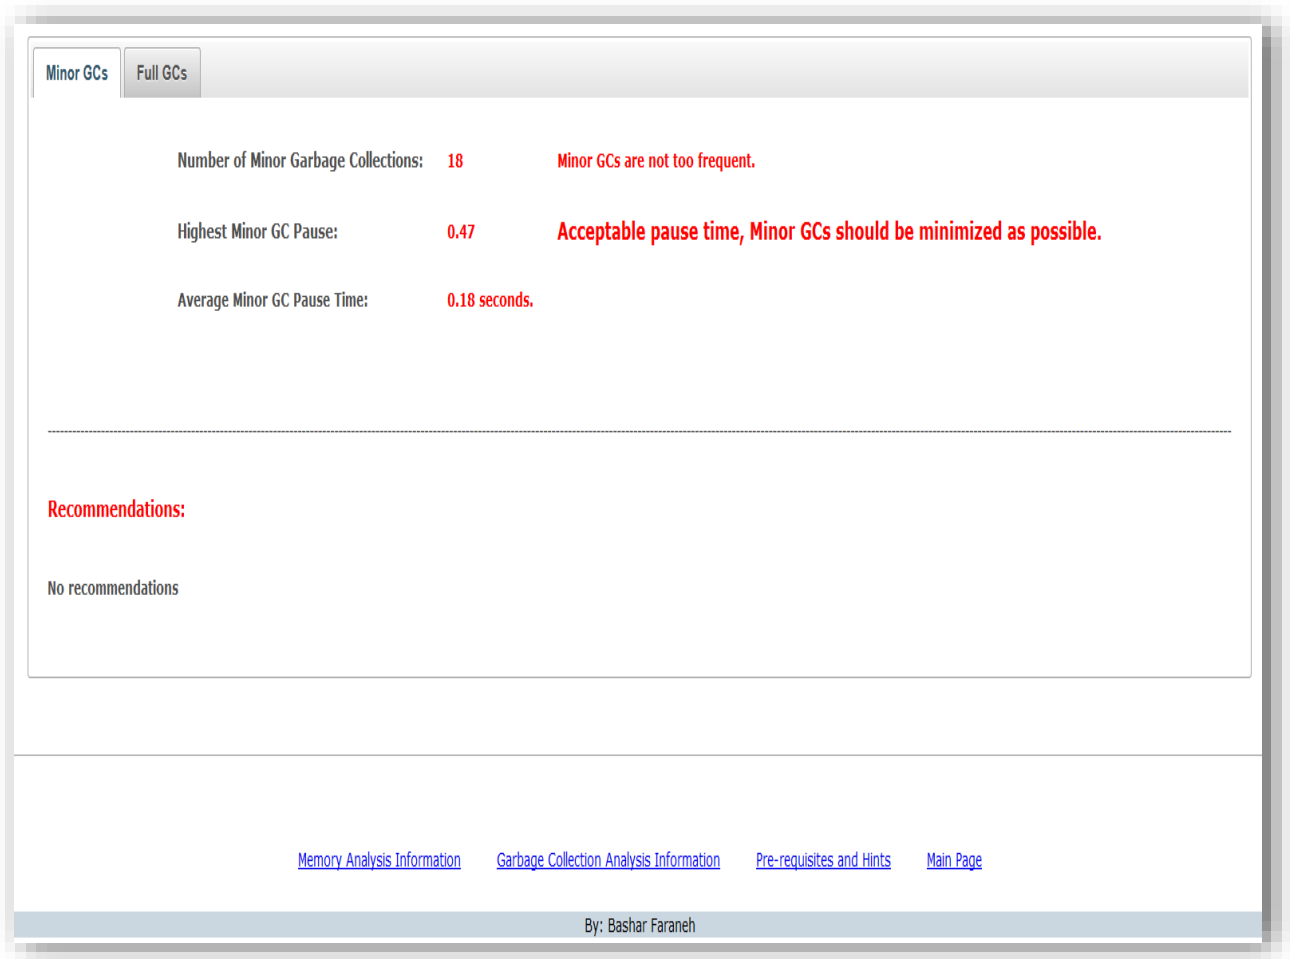 Minor GCs Full GCs
Number of Minor Garbage Collections: 18 Minor GCs are not too frequent.
Highest Minor GC Pause: 0.47 Acceptable pause time, Minor GCs should be minimized as possible.
Average Minor GC Pause Time: 0.18 seconds.
Recommendations:
No recommendations
Memory Analysis Information Garbage Collection Analysis Information Pre-requisites and Hints Main Page
By: Bashar Faraneh